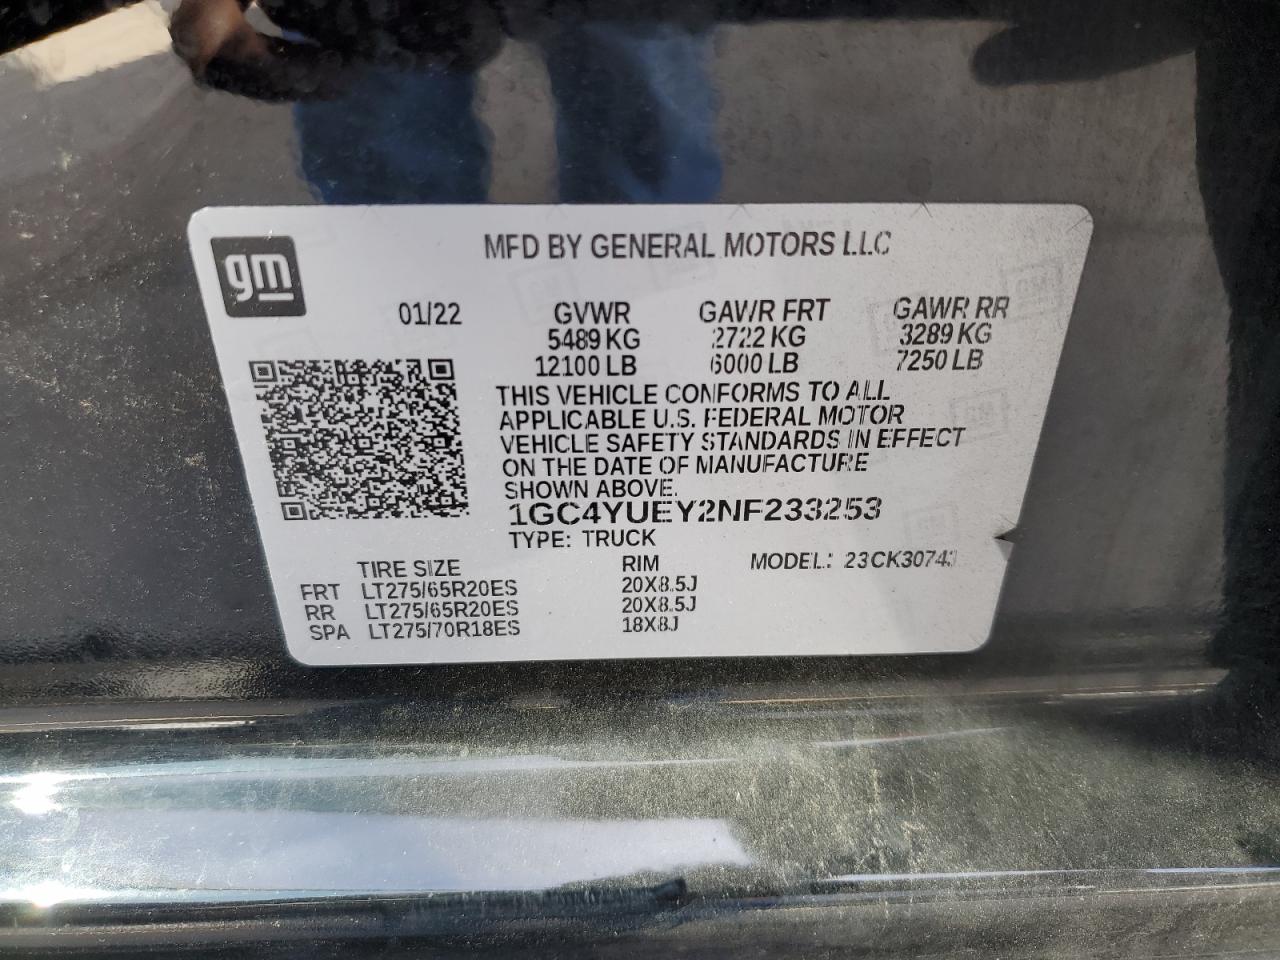 gm
MFD BY GENERAL MOTORS LLC
01/22 GVWR GAWR FRT GAWR RR
5489 KG 2722 KG 3289 KG
12100 LB 6000 LB 7250 LB
THIS VEHICLE CONFORMS TO ALL
APPLICABLE U.S. FEDERAL MOTOR
VEHICLE SAFETY STANDARDS IN EFFECT
ON THE DATE OF MANUFACTURE
SHOWN ABOVE.
1GC4YUEY2NF233253
TYPE: TRUCK
TIRE SIZE RIM MODEL: 23CK30743
FRT LT275/65R20ES 20X8.5J
RR LT275/65R20ES 20X8.5J
SPA LT275/70R18ES 18X8J